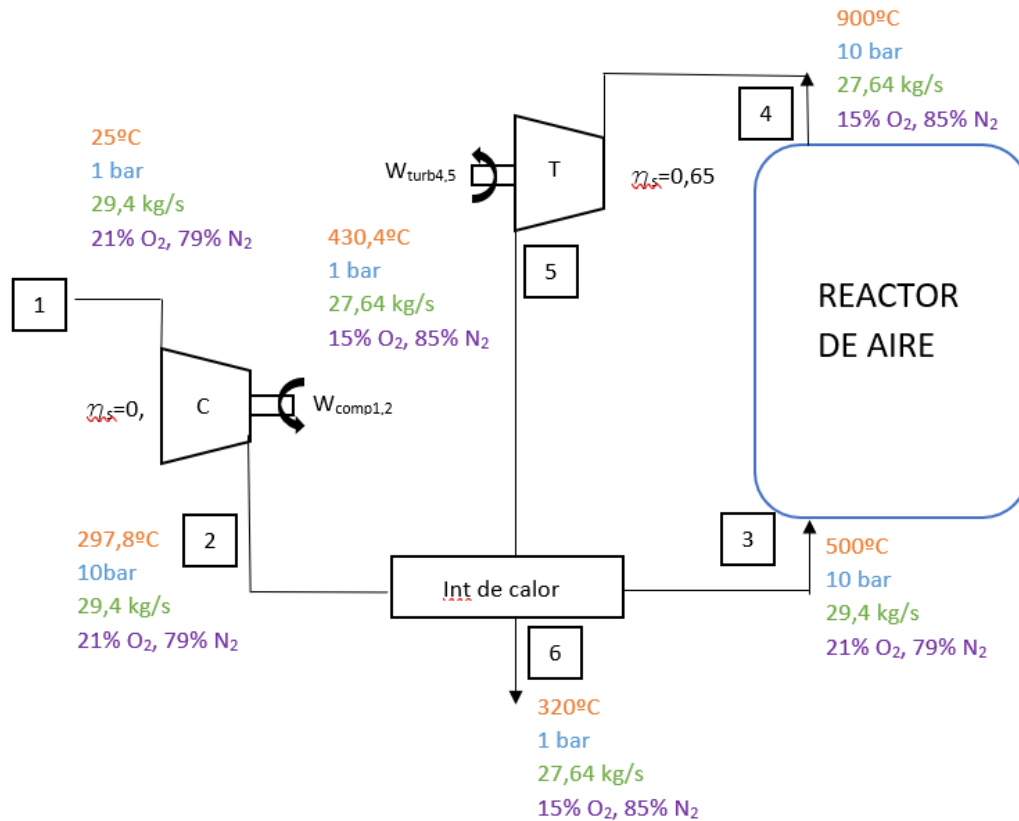 900ºC
10 bar
27,64 kg/s
15% O₂, 85% N₂
4
25ºC
1 bar
29,4 kg/s
21% O₂, 79% N₂
T
Wturb4,5
ηs=0,65
430,4ºC
1 bar
27,64 kg/s
15% O₂, 85% N₂
5
1
REACTOR
DE AIRE
C
ηs=0,
Wcomp1,2
2
297,8ºC
10bar
29,4 kg/s
21% O₂, 79% N₂
3
500ºC
10 bar
29,4 kg/s
21% O₂, 79% N₂
Int de calor
6
320ºC
1 bar
27,64 kg/s
15% O₂, 85% N₂